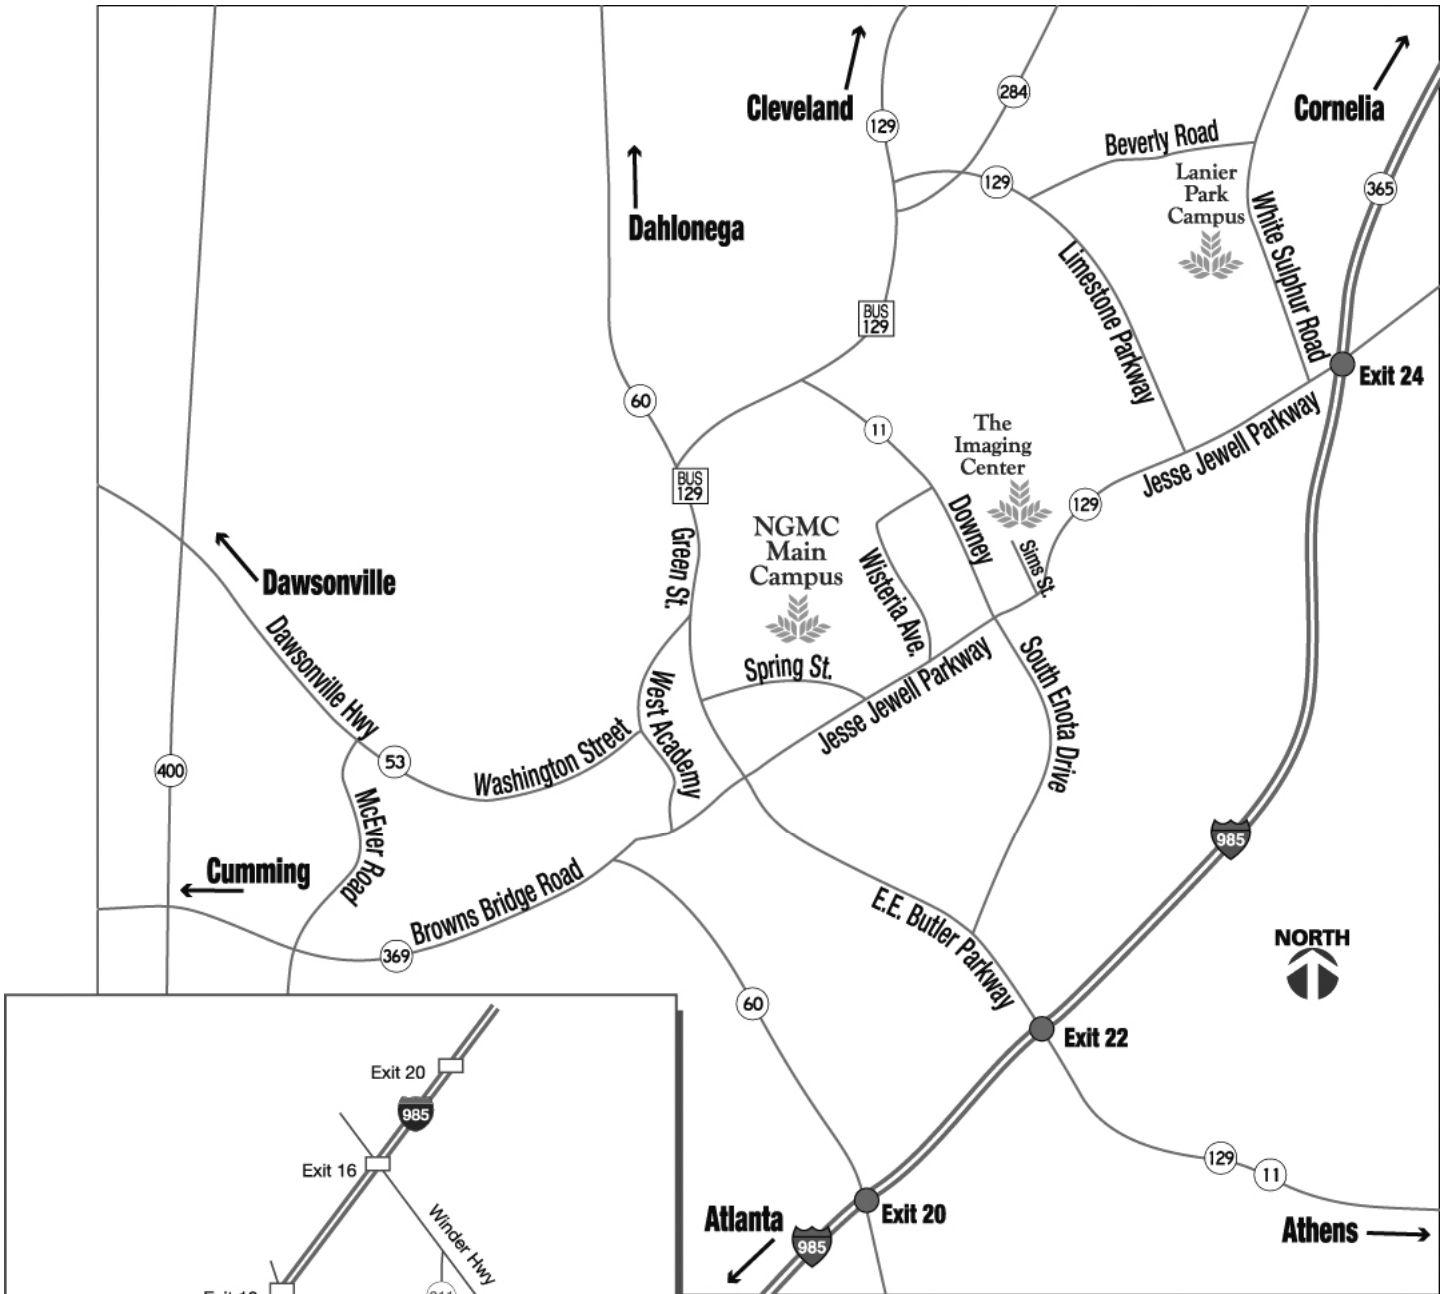 Cleveland
129
284
Cornelia
Beverly Road
129
Lanier
Park
Campus
365
Dahlonega
White Sulphur Road
Limestone Parkway
BUS
129
Exit 24
60
11
The
Imaging
Center
Jesse Jewell Parkway
BUS
129
129
Downey
NGMC
Main
Campus
Green St.
Sims St.
Wisteria Ave.
Dawsonville
Dawsonville Hwy
Spring St.
Jesse Jewell Parkway
South Enota Drive
West Academy
Washington Street
53
400
McEver Road
985
Cumming
Browns Bridge Road
369
E.E. Butler Parkway
NORTH
60
Exit 22
Exit 20
985
Exit 16
129
11
Winder Hwy
Atlanta
985
Exit 20
Athens